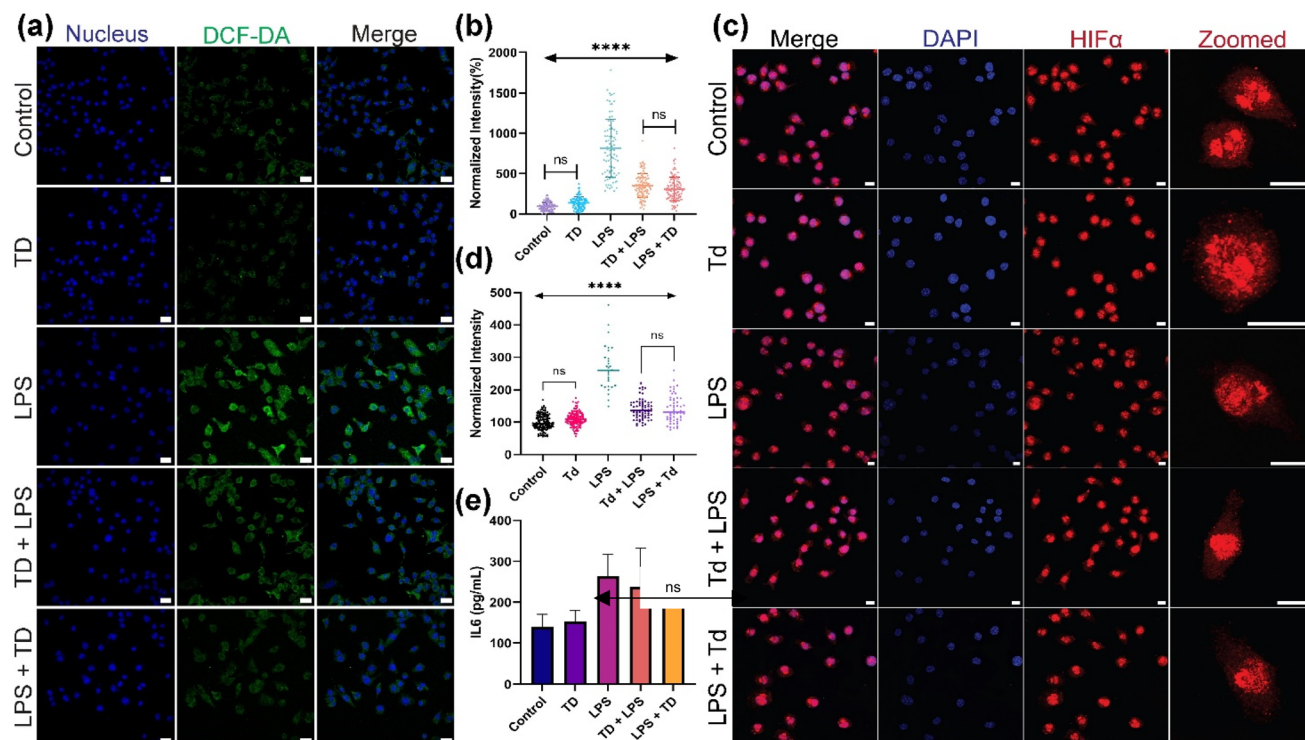 (a) Nucleus DCF-DA Merge
Control
TD
LPS
TD + LPS
LPS + TD
(b)
Normalized Intensity(%)
2000
1500
1000
500
0
****
ns
ns
Control TD LPS TD + LPS LPS + TD
(d)
Normalized Intensity
500
400
300
200
100
0
****
ns
ns
Control Td LPS Td + LPS LPS + Td
(e)
IL6 (pg/mL)
400
300
200
100
0
ns
Control TD LPS TD + LPS LPS + TD
(c) Merge DAPI HIFα Zoomed
Control
Td
LPS
Td + LPS
LPS + Td